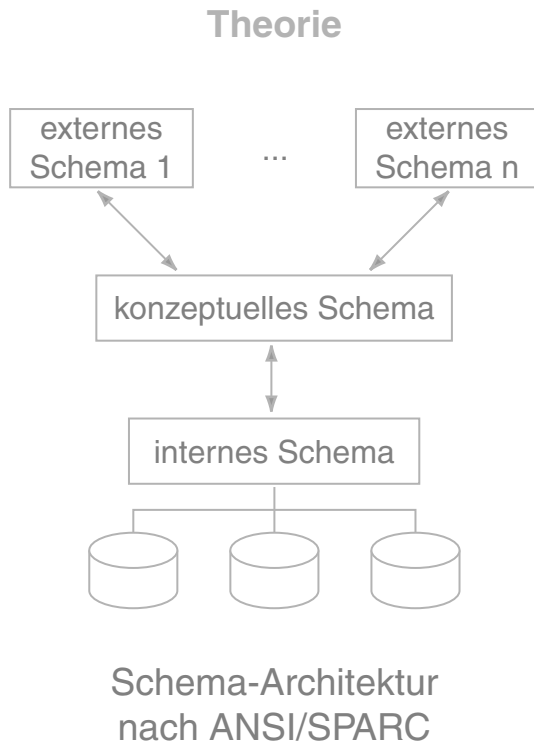 Theorie
externes
Schema 1
...
externes
Schema n
konzeptuelles Schema
internes Schema
Schema-Architektur
nach ANSI/SPARC